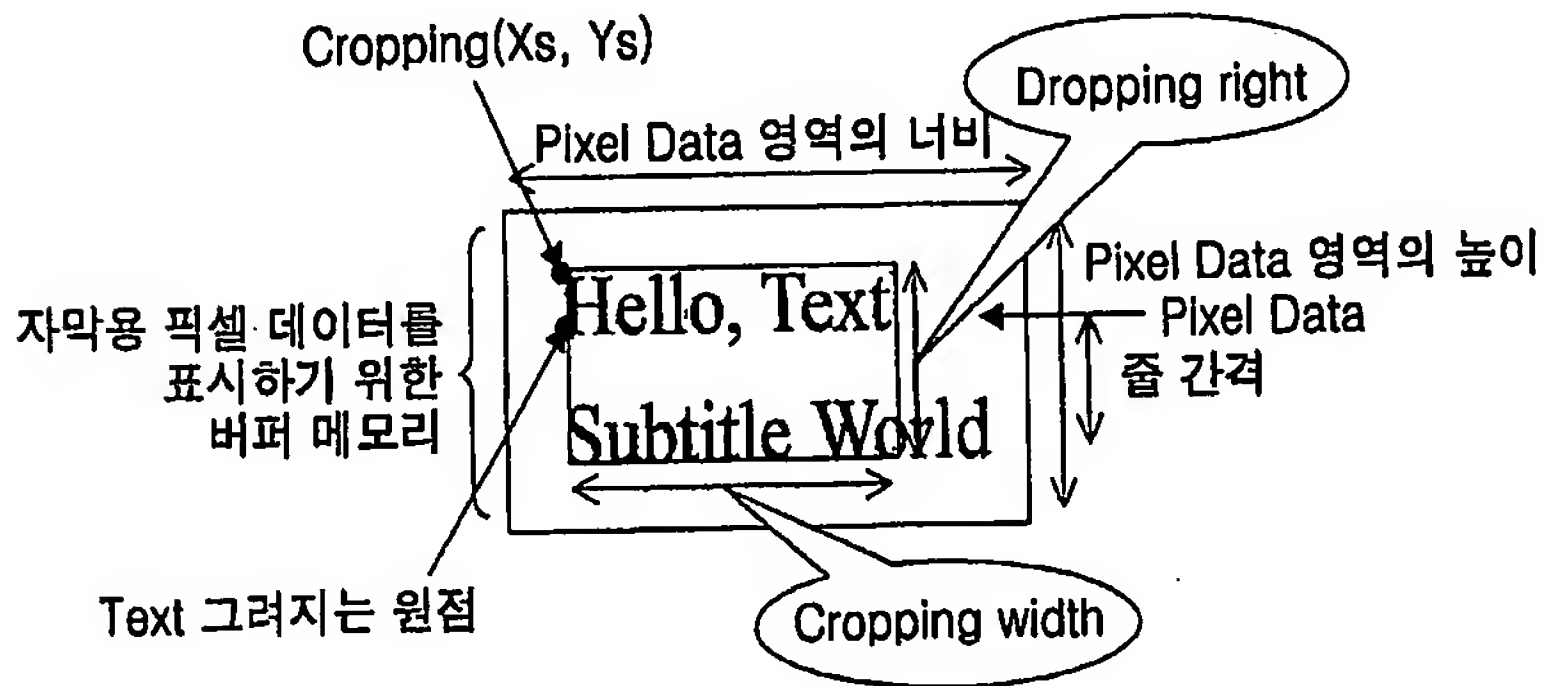 Cropping(Xs, Ys)
Dropping right
Pixel Data 영역의 너비
Pixel Data 영역의 높이
Pixel Data
줄 간격
자막용 픽셀 데이터를
표시하기 위한
버퍼 메모리
Hello, Text
Subtitle World
Text 그려지는 원점
Cropping width